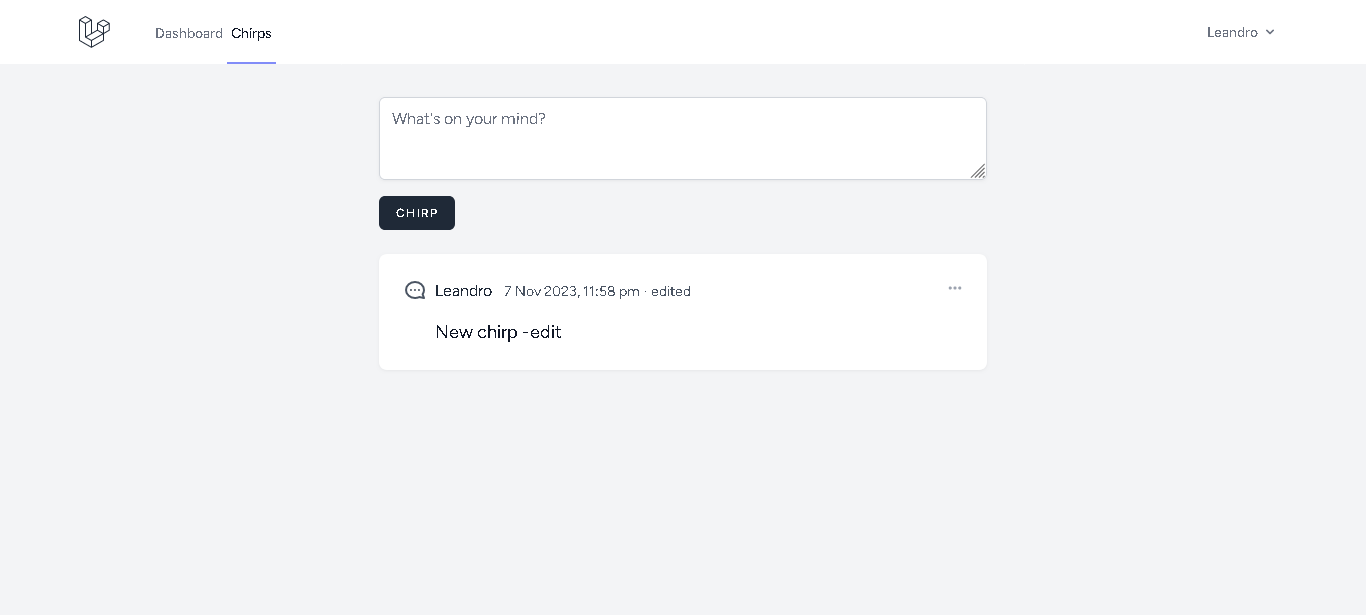 Dashboard Chirps Leandro
What's on your mind?
CHIRP
Leandro 7 Nov 2023, 11:58 pm · edited
New chirp -edit